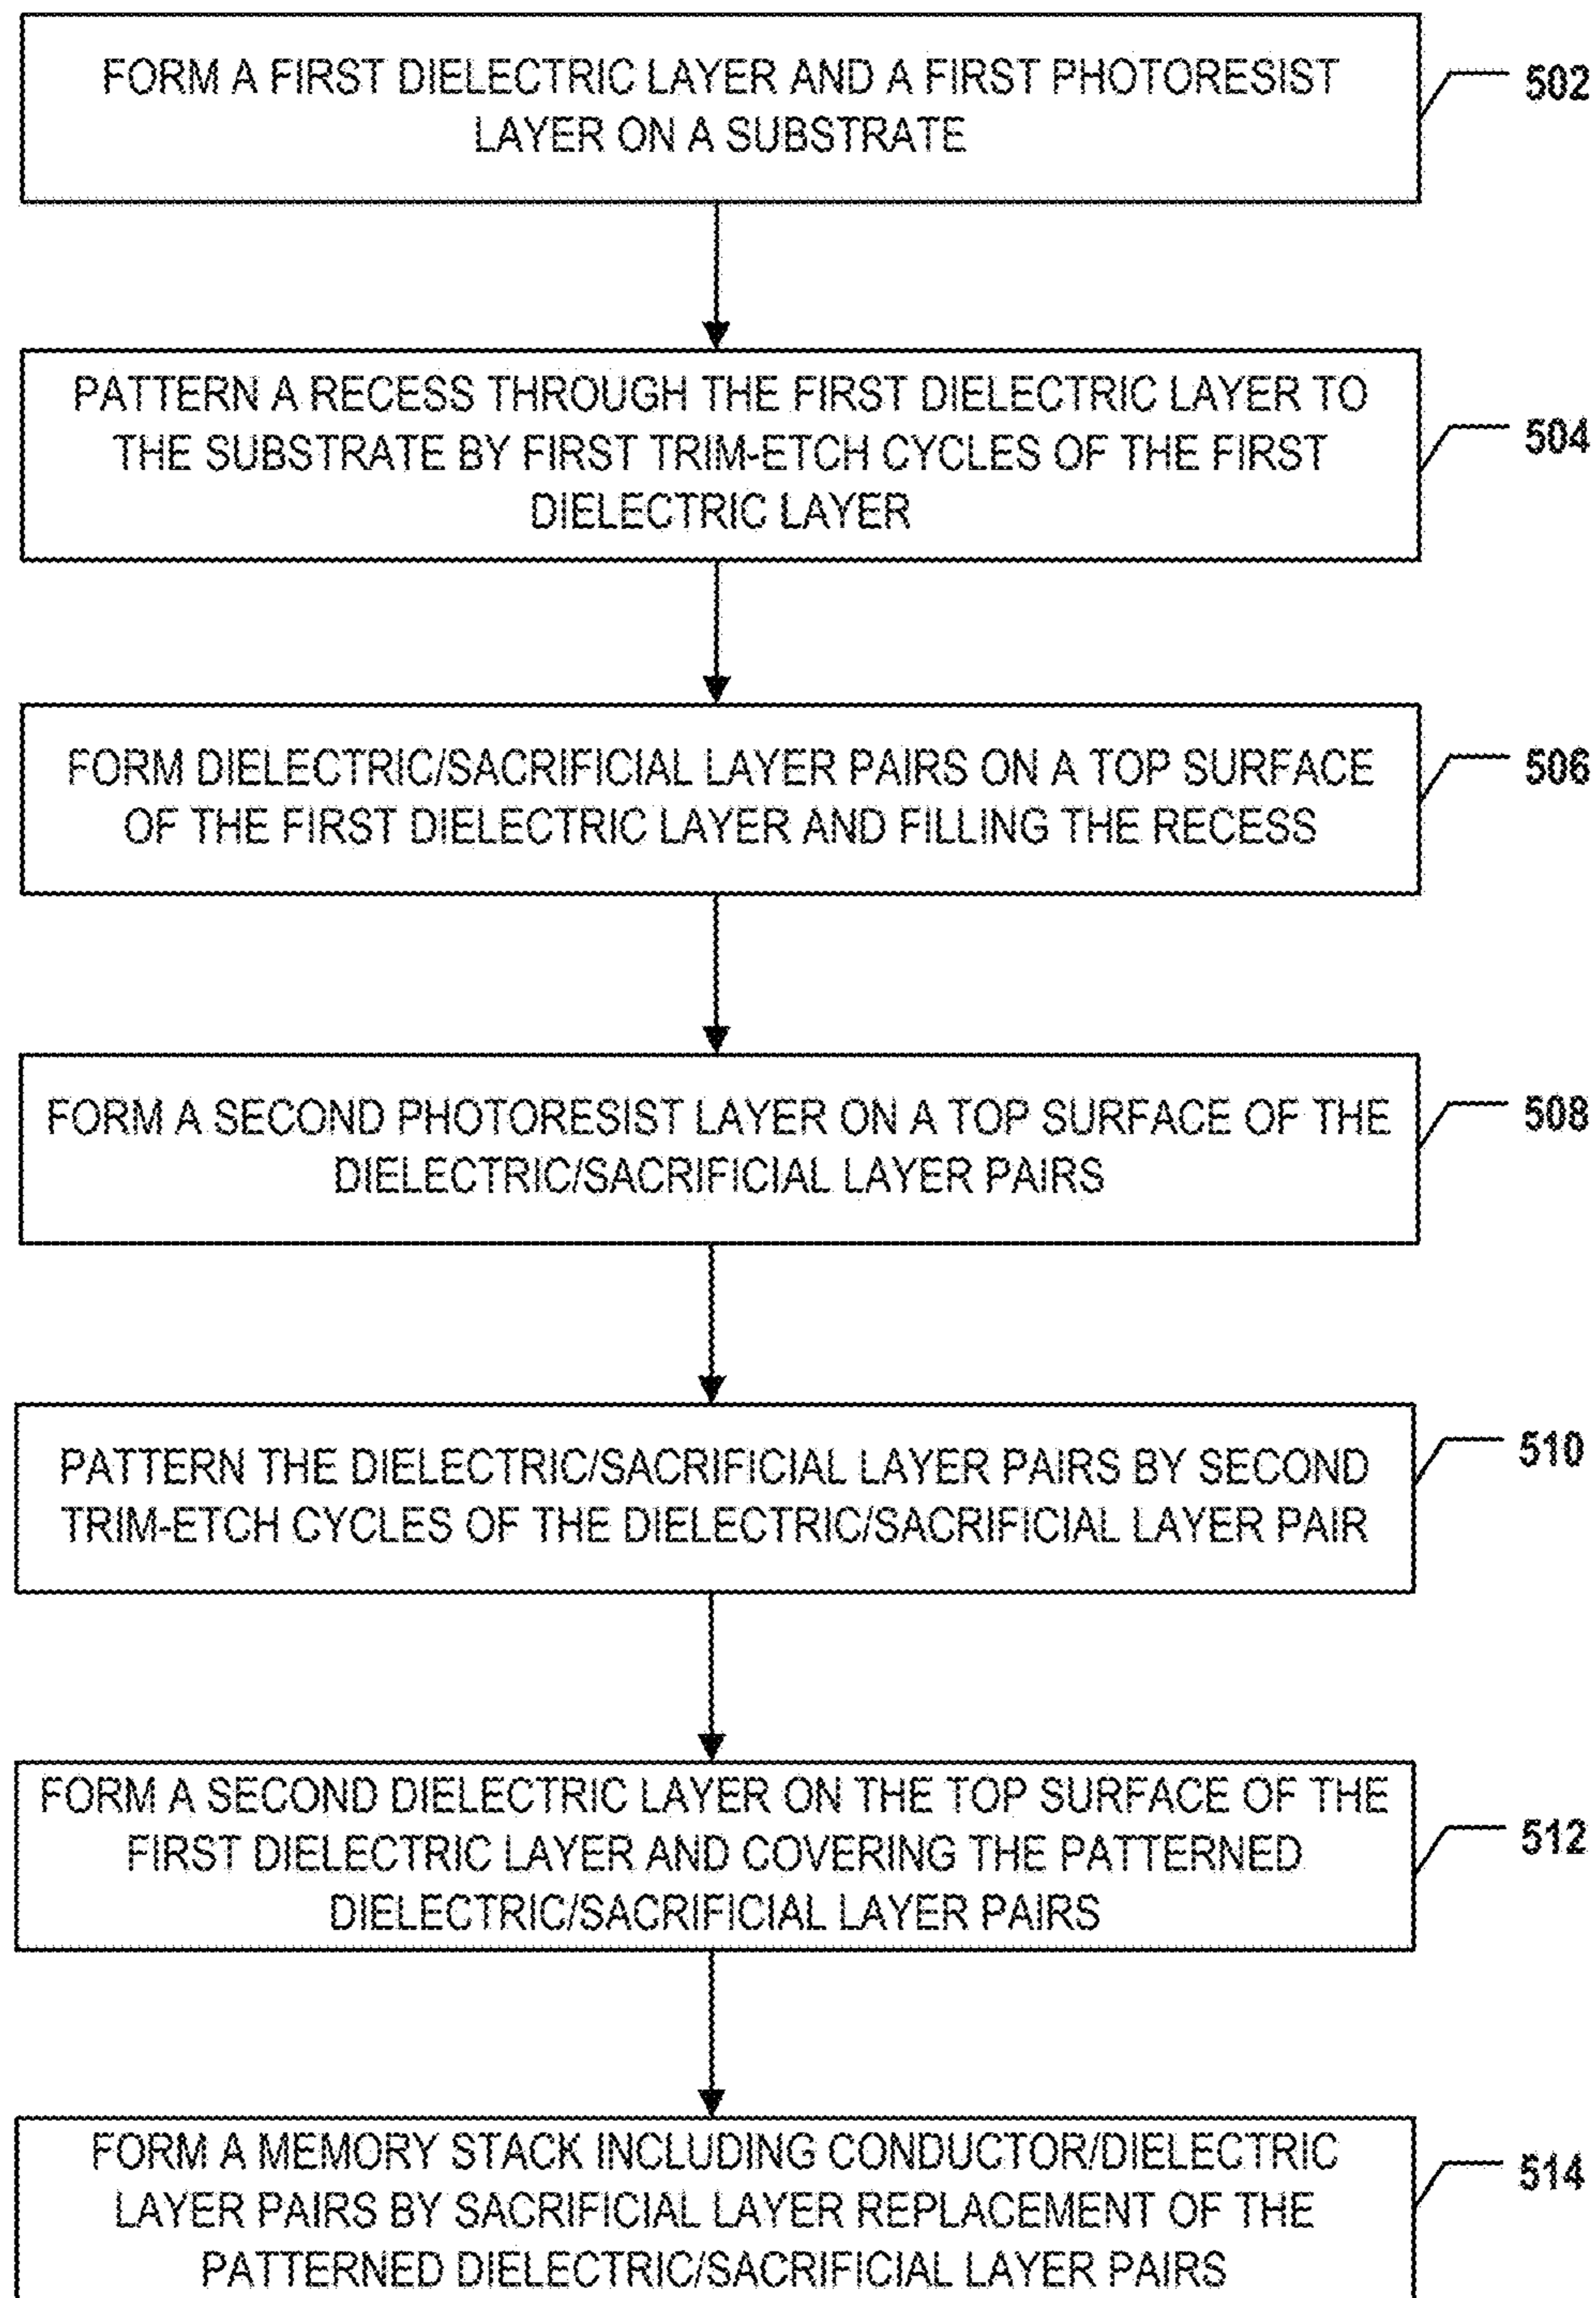 FORM A FIRST DIELECTRIC LAYER AND A FIRST PHOTORESIST
LAYER ON A SUBSTRATE
502
PATTERN A RECESS THROUGH THE FIRST DIELECTRIC LAYER TO
THE SUBSTRATE BY FIRST TRIM-ETCH CYCLES OF THE FIRST
DIELECTRIC LAYER
504
FORM DIELECTRIC/SACRIFICIAL LAYER PAIRS ON A TOP SURFACE
OF THE FIRST DIELECTRIC LAYER AND FILLING THE RECESS
506
FORM A SECOND PHOTORESIST LAYER ON A TOP SURFACE OF THE
DIELECTRIC/SACRIFICIAL LAYER PAIRS
508
PATTERN THE DIELECTRIC/SACRIFICIAL LAYER PAIRS BY SECOND
TRIM-ETCH CYCLES OF THE DIELECTRIC/SACRIFICIAL LAYER PAIR
510
FORM A SECOND DIELECTRIC LAYER ON THE TOP SURFACE OF THE
FIRST DIELECTRIC LAYER AND COVERING THE PATTERNED
DIELECTRIC/SACRIFICIAL LAYER PAIRS
512
FORM A MEMORY STACK INCLUDING CONDUCTOR/DIELECTRIC
LAYER PAIRS BY SACRIFICIAL LAYER REPLACEMENT OF THE
PATTERNED DIELECTRIC/SACRIFICIAL LAYER PAIRS
514